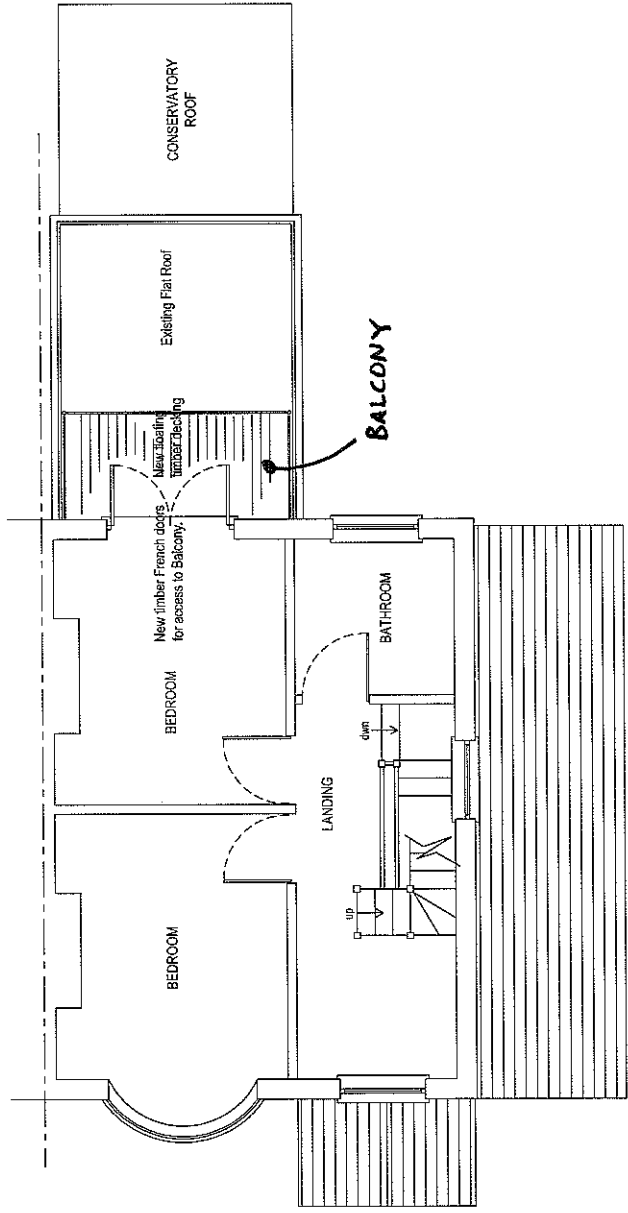 CONSERVATORY
ROOF
Existing Flat Roof
New floating
timber decking
BALCONY
New timber French doors
for access to Balcony.
BEDROOM
BATHROOM
dwn
LANDING
up
BEDROOM